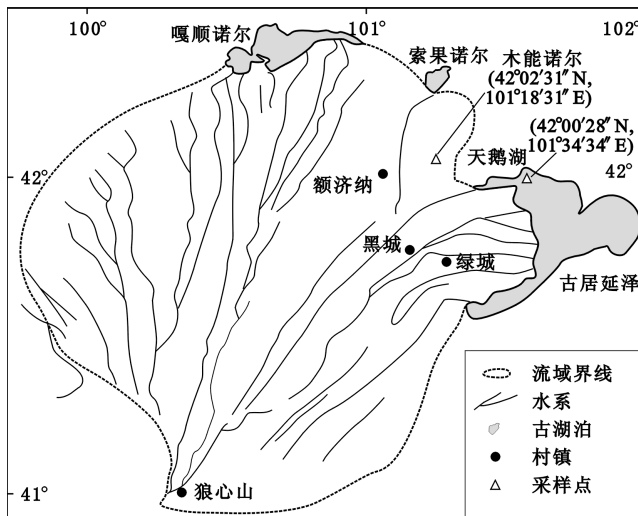 100°
101°
102°
嘎顺诺尔
索果诺尔
木能诺尔
(42°02′31″N,
101°18′31″E)
(42°00′28″N,
101°34′34″E)
天鹅湖
42°
42°
额济纳
黑城
绿城
古居延泽
流域界线
水系
古湖泊
村镇
采样点
41°
狼心山